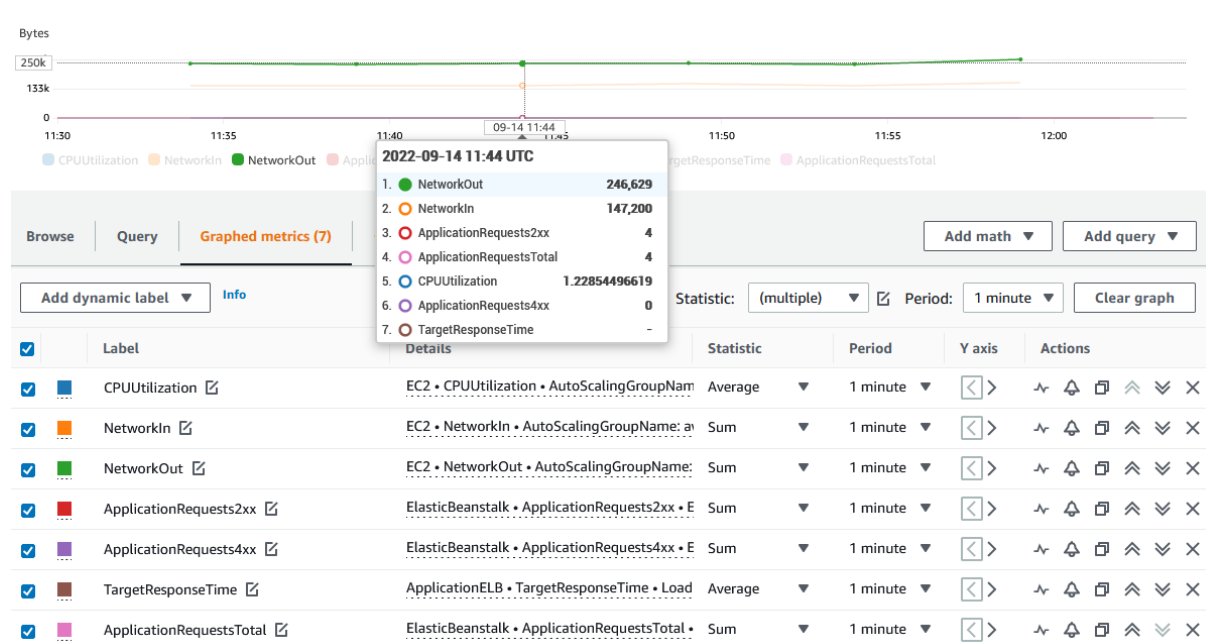 Bytes
250k
133k
0
11:30 11:35 11:40 11:45 11:50 11:55 12:00
09-14 11:44
CPUUtilization NetworkIn NetworkOut
ApplicationRequestsTotal
2022-09-14 11:44 UTC
1. NetworkOut 246,629
2. NetworkIn 147,200
3. ApplicationRequests2xx 4
4. ApplicationRequestsTotal 4
5. CPUUtilization 1.22854496619
6. ApplicationRequests4xx 0
7. TargetResponseTime -
Browse Query Graphed metrics (7) Add math Add query
Add dynamic label Info Statistic: (multiple) Period: 1 minute Clear graph
Label Details Statistic Period Y axis Actions
CPUUtilization EC2 • CPUUtilization • AutoScalingGroupNam Average 1 minute
NetworkIn EC2 • NetworkIn • AutoScalingGroupName: Sum 1 minute
NetworkOut EC2 • NetworkOut • AutoScalingGroupName: Sum 1 minute
ApplicationRequests2xx ElasticBeanstalk • ApplicationRequests2xx • E Sum 1 minute
ApplicationRequests4xx ElasticBeanstalk • ApplicationRequests4xx • E Sum 1 minute
TargetResponseTime ApplicationELB • TargetResponseTime • Load Average 1 minute
ApplicationRequestsTotal ElasticBeanstalk • ApplicationRequestsTotal • Sum 1 minute